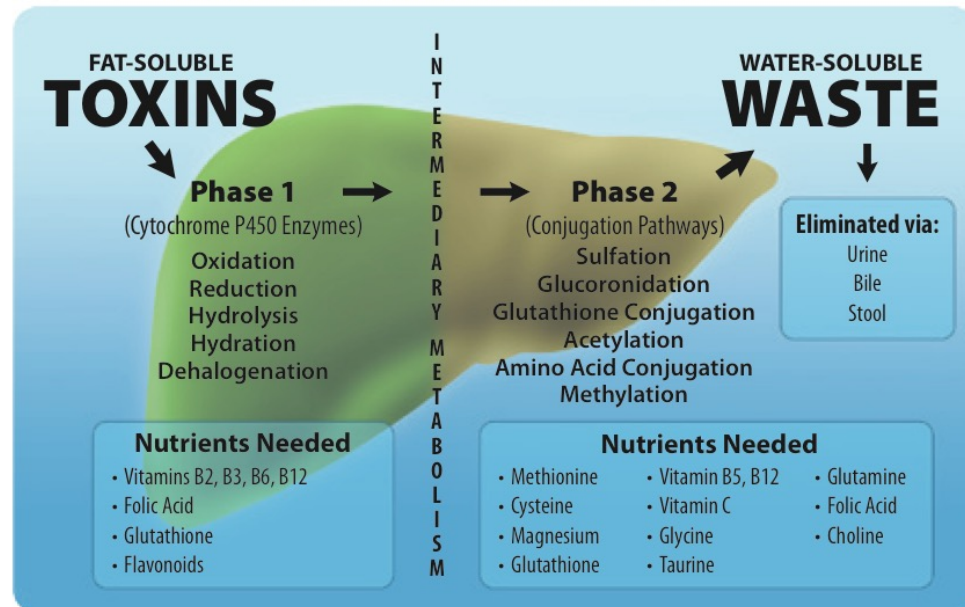 FAT-SOLUBLE
TOXINS
Phase 1
(Cytochrome P450 Enzymes)
Oxidation
Reduction
Hydrolysis
Hydration
Dehalogenation
Nutrients Needed
• Vitamins B2, B3, B6, B12
• Folic Acid
• Glutathione
• Flavonoids
INTERMEDIARY METABOLISM
Phase 2
(Conjugation Pathways)
Sulfation
Glucoronidation
Glutathione Conjugation
Acetylation
Amino Acid Conjugation
Methylation
Nutrients Needed
• Methionine
• Cysteine
• Magnesium
• Glutathione
• Vitamin B5, B12
• Vitamin C
• Glycine
• Taurine
• Glutamine
• Folic Acid
• Choline
WATER-SOLUBLE
WASTE
Eliminated via:
Urine
Bile
Stool